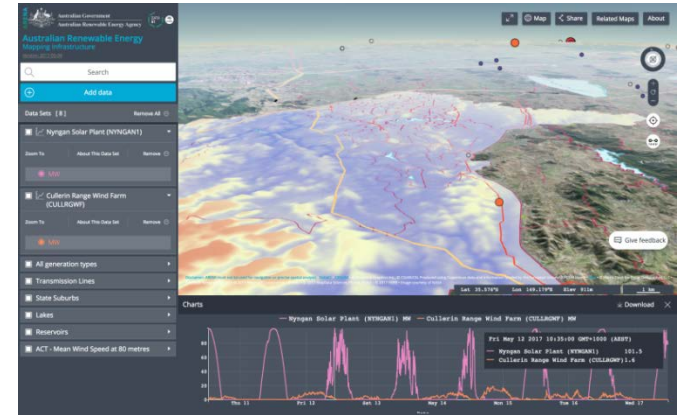 Australian Government
Australian Renewable Energy Agency
Australian Renewable Energy
Mapping Infrastructure
Search
Add data
Data Sets [8]
Remove All
Nyngan Solar Plant (NYNGAN1)
Zoom To About This Data Set Remove
MW
Cullerin Range Wind Farm
(CULLRGWF)
Zoom To About This Data Set Remove
MW
All generation types
Transmission Lines
State Suburbs
Lakes
Reservoirs
ACT - Mean Wind Speed at 80 metres
Map
Share
Related Maps
About
Give feedback
1 km
Charts
Download
Nyngan Solar Plant (NYNGAN1) MW
Cullerin Range Wind Farm (CULLRGWF) MW
Fri May 12 2017 10:35:00 GMT+1000 (AEST)
Nyngan Solar Plant (NYNGAN1) 101.5
Cullerin Range Wind Farm (CULLRGWF) 1.6
80
60
40
20
0
Thu 11 Fri 12 Sat 13 May 14 Mon 15 Tue 16 Wed 17